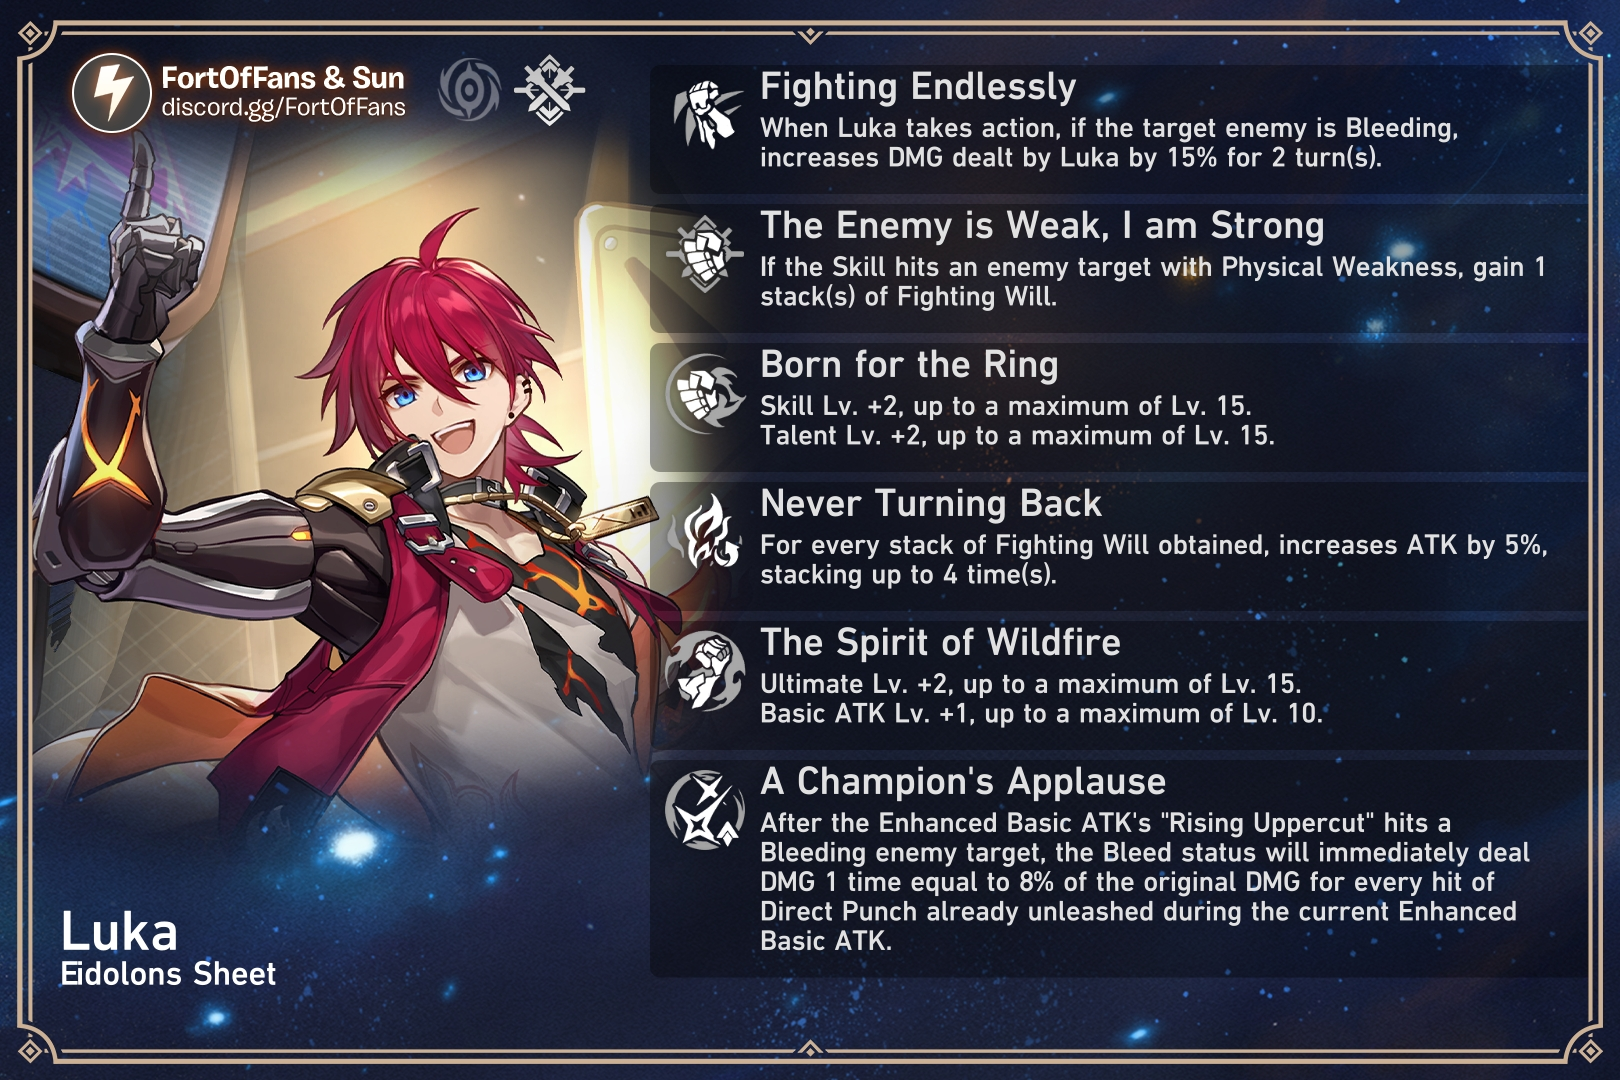 FortOfFans & Sun
discord.gg/FortOfFans
Fighting Endlessly
When Luka takes action, if the target enemy is Bleeding,
increases DMG dealt by Luka by 15% for 2 turn(s).
The Enemy is Weak, I am Strong
If the Skill hits an enemy target with Physical Weakness, gain 1
stack(s) of Fighting Will.
Born for the Ring
Skill Lv. +2, up to a maximum of Lv. 15.
Talent Lv. +2, up to a maximum of Lv. 15.
Never Turning Back
For every stack of Fighting Will obtained, increases ATK by 5%,
stacking up to 4 time(s).
The Spirit of Wildfire
Ultimate Lv. +2, up to a maximum of Lv. 15.
Basic ATK Lv. +1, up to a maximum of Lv. 10.
A Champion's Applause
After the Enhanced Basic ATK's "Rising Uppercut" hits a
Bleeding enemy target, the Bleed status will immediately deal
DMG 1 time equal to 8% of the original DMG for every hit of
Direct Punch already unleashed during the current Enhanced
Basic ATK.
Luka
Eidolons Sheet